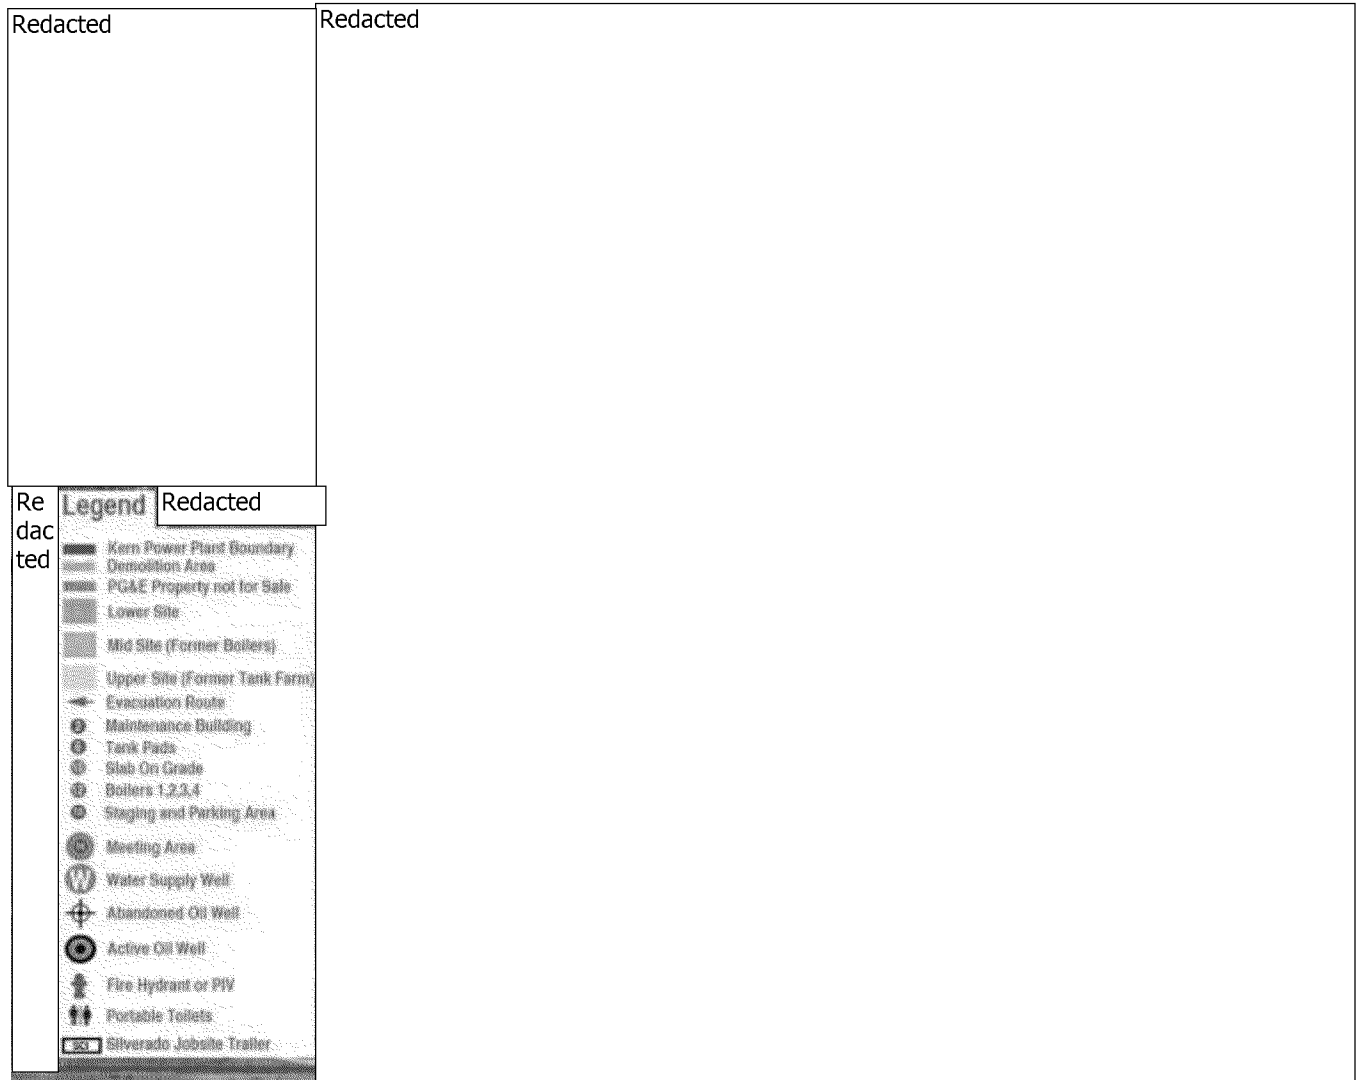 Redacted
Redacted
Re
dac
ted
Legend
Redacted
Kern Power Plant Boundary
Demolition Area
PG&E Property not for Sale
Lower Site
Mid Site (Former Boilers)
Upper Site (Former Tank Farm)
Evacuation Route
Maintenance Building
Tank Pads
Slab On Grade
Boilers 1,2,3,4
Staging and Parking Area
Meeting Area
W Water Supply Well
Abandoned Oil Well
Active Oil Well
Fire Hydrant or PIV
Portable Toilets
SCI Silverado Jobsite Trailer